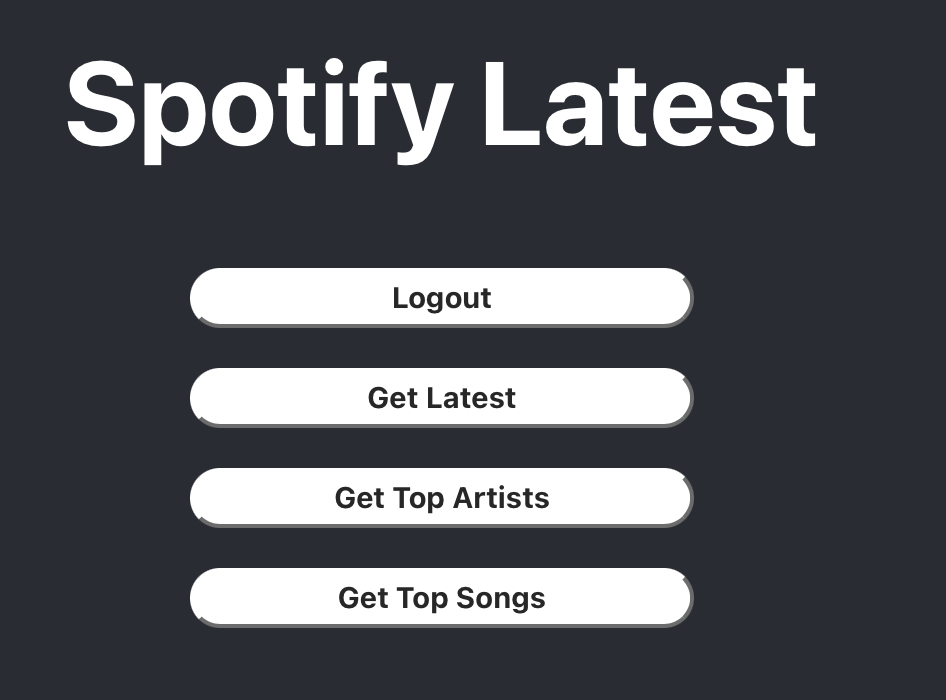 Spotify Latest
Logout
Get Latest
Get Top Artists
Get Top Songs